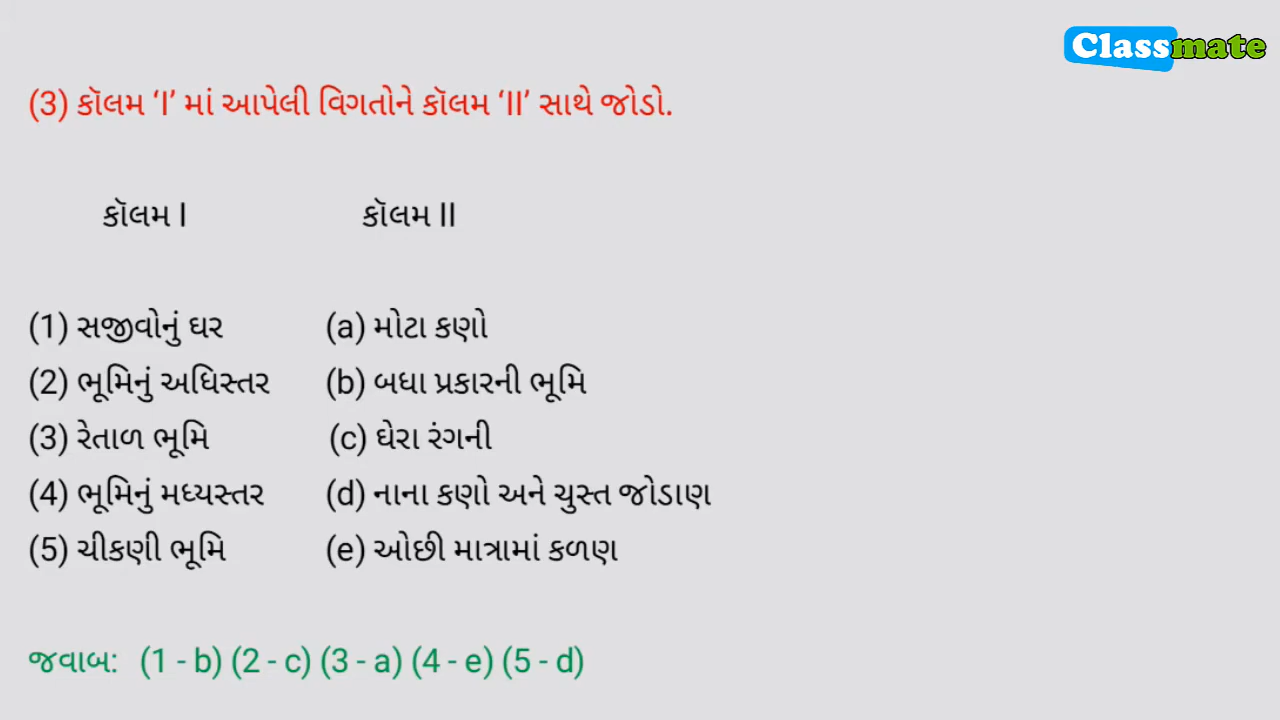 Classmate
(3) કૉલમ ‘I’ માં આપેલી વિગતોને કૉલમ ‘II’ સાથે જોડો.
કૉલમ I કૉલમ II
(1) સજીવોનું ઘર (a) મોટા કણો
(2) ભૂમિનું અધિસ્તર (b) બધા પ્રકારની ભૂમિ
(3) રેતાળ ભૂમિ (c) ઘેરા રંગની
(4) ભૂમિનું મધ્યસ્તર (d) નાના કણો અને ચુસ્ત જોડાણ
(5) ચીકણી ભૂમિ (e) ઓછી માત્રામાં કળણ
જવાબ: (1 - b) (2 - c) (3 - a) (4 - e) (5 - d)